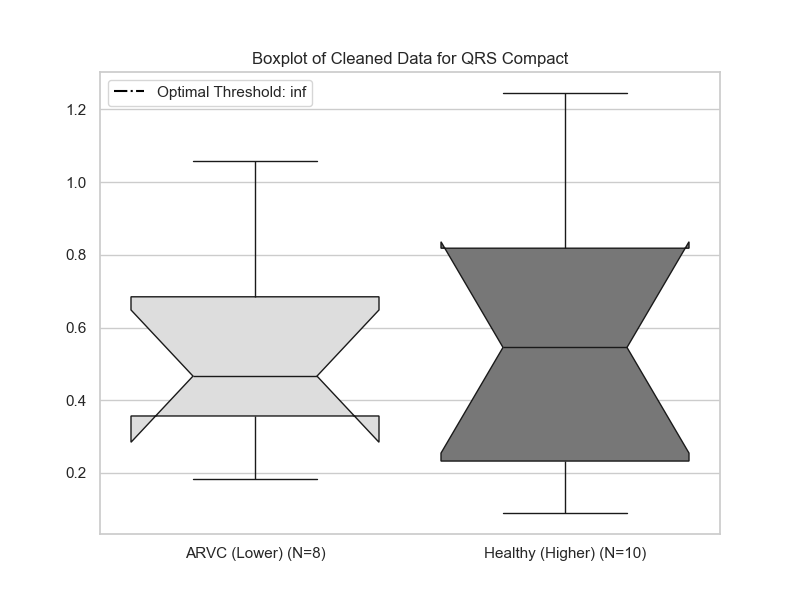 Boxplot of Cleaned Data for QRS Compact
Optimal Threshold: inf
1.2
1.0
0.8
0.6
0.4
0.2
ARVC (Lower) (N=8)
Healthy (Higher) (N=10)